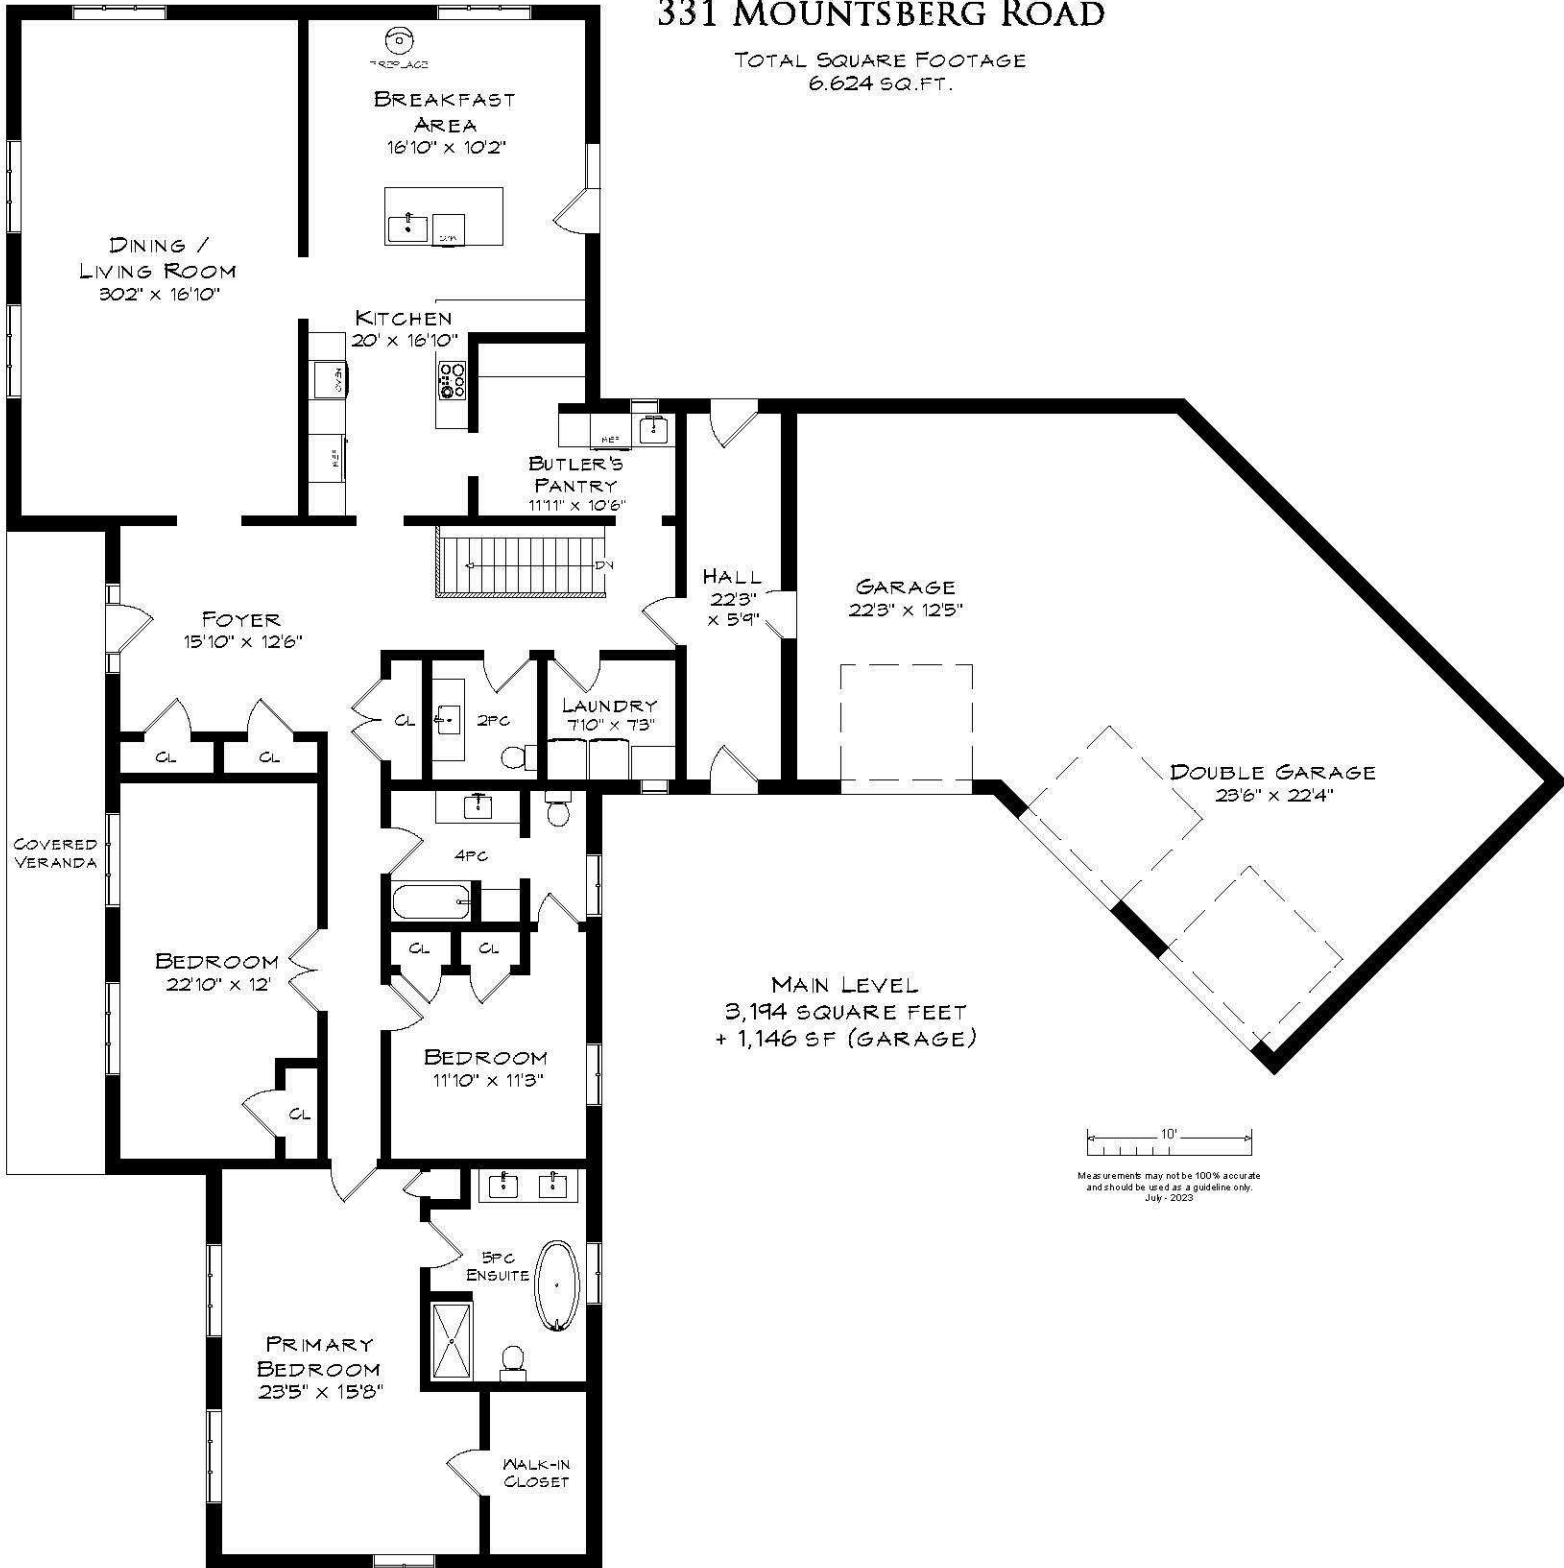 331 MOUNTSBERG ROAD
TOTAL SQUARE FOOTAGE
6.624 SQ.FT.
FIREPLACE
BREAKFAST
AREA
16'10" x 10'2"
DINING /
LIVING ROOM
302" x 16'10"
KITCHEN
20' x 16'10"
BUTLER'S
PANTRY
11'11" x 10'6"
DN
HALL
22'3"
x 5'9"
GARAGE
22'3" x 12'5"
FOYER
15'10" x 12'6"
CL
2PC
LAUNDRY
7'10" x 7'3"
CL
CL
DOUBLE GARAGE
23'6" x 22'4"
COVERED
VERANDA
4PC
CL
CL
BEDROOM
22'10" x 12'
MAIN LEVEL
3,194 SQUARE FEET
+ 1,146 SF (GARAGE)
BEDROOM
11'10" x 11'3"
CL
10'
Measurements may not be 100% accurate
and should be used as a guideline only.
July - 2023
5PC
ENSUITE
PRIMARY
BEDROOM
23'5" x 15'8"
WALK-IN
CLOSET